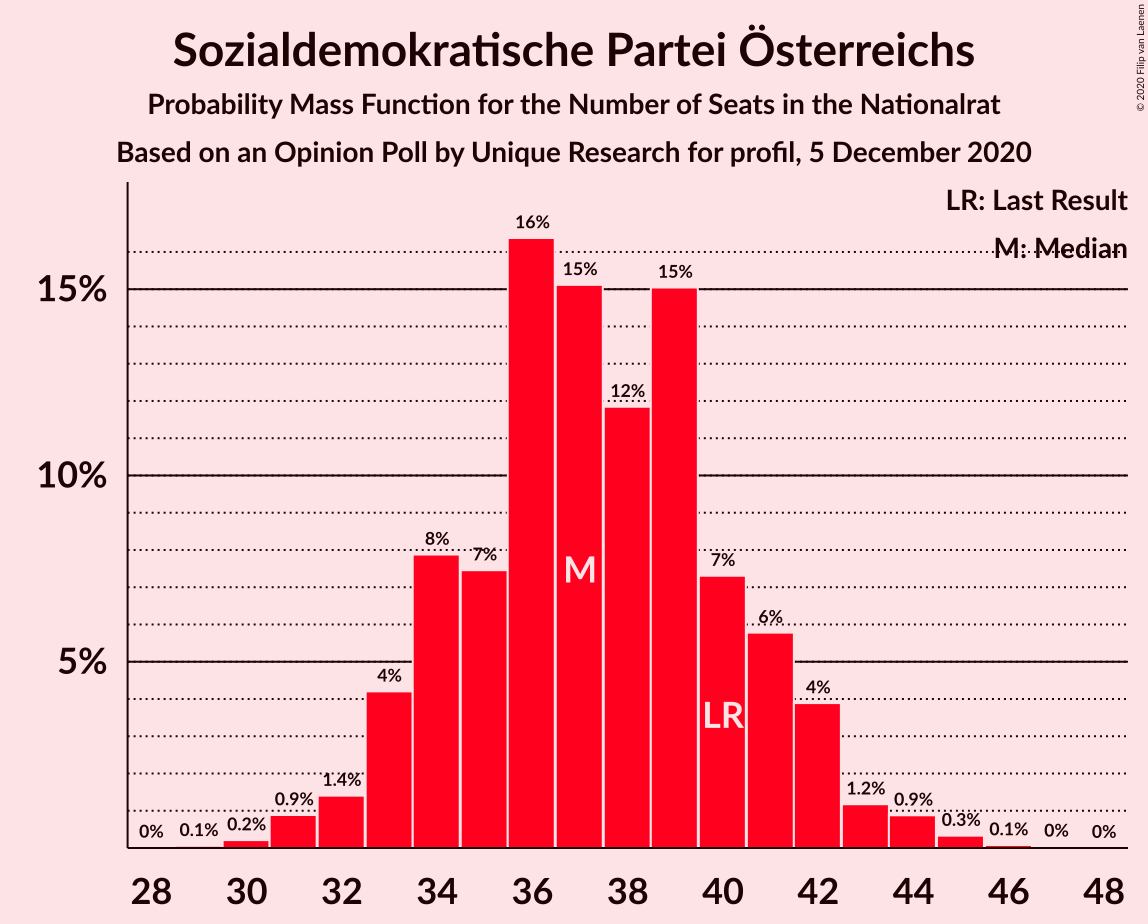 Sozialdemokratische Partei Österreichs
Probability Mass Function for the Number of Seats in the Nationalrat
Based on an Opinion Poll by Unique Research for profil, 5 December 2020
© 2020 Filip van Laenen
LR: Last Result
M: Median
15%
10%
5%
0%
0.1%
0.2%
0.9%
1.4%
4%
8%
7%
16%
15%
12%
15%
7%
6%
4%
1.2%
0.9%
0.3%
0.1%
0%
0%
M
LR
28 30 32 34 36 38 40 42 44 46 48